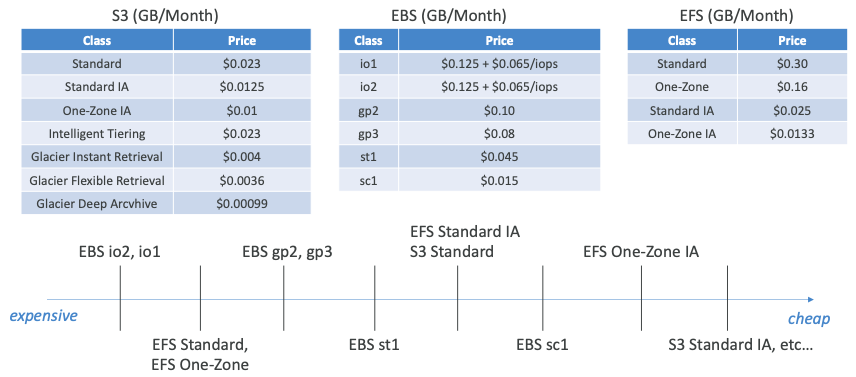 S3 (GB/Month)
Class Price
Standard $0.023
Standard IA $0.0125
One-Zone IA $0.01
Intelligent Tiering $0.023
Glacier Instant Retrieval $0.004
Glacier Flexible Retrieval $0.0036
Glacier Deep Arcvhive $0.00099
EBS (GB/Month)
Class Price
io1 $0.125 + $0.065/iops
io2 $0.125 + $0.065/iops
gp2 $0.10
gp3 $0.08
st1 $0.045
sc1 $0.015
EFS (GB/Month)
Class Price
Standard $0.30
One-Zone $0.16
Standard IA $0.025
One-Zone IA $0.0133
EBS io2, io1
EBS gp2, gp3
EFS Standard IA
S3 Standard
EFS One-Zone IA
expensive
cheap
EFS Standard,
EFS One-Zone
EBS st1
EBS sc1
S3 Standard IA, etc...